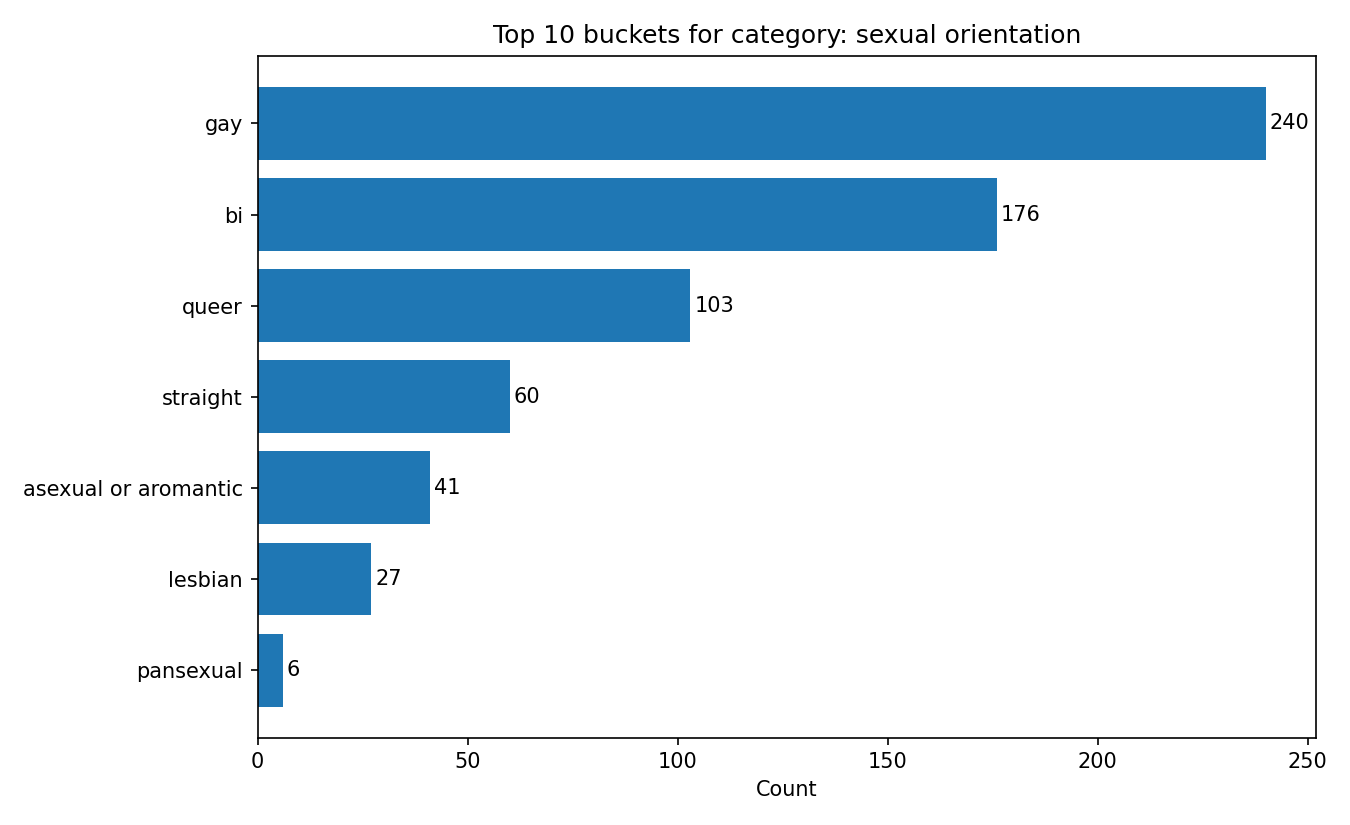 Top 10 buckets for category: sexual orientation
gay 240
bi 176
queer 103
straight 60
asexual or aromantic 41
lesbian 27
pansexual 6
0 50 100 150 200 250
Count